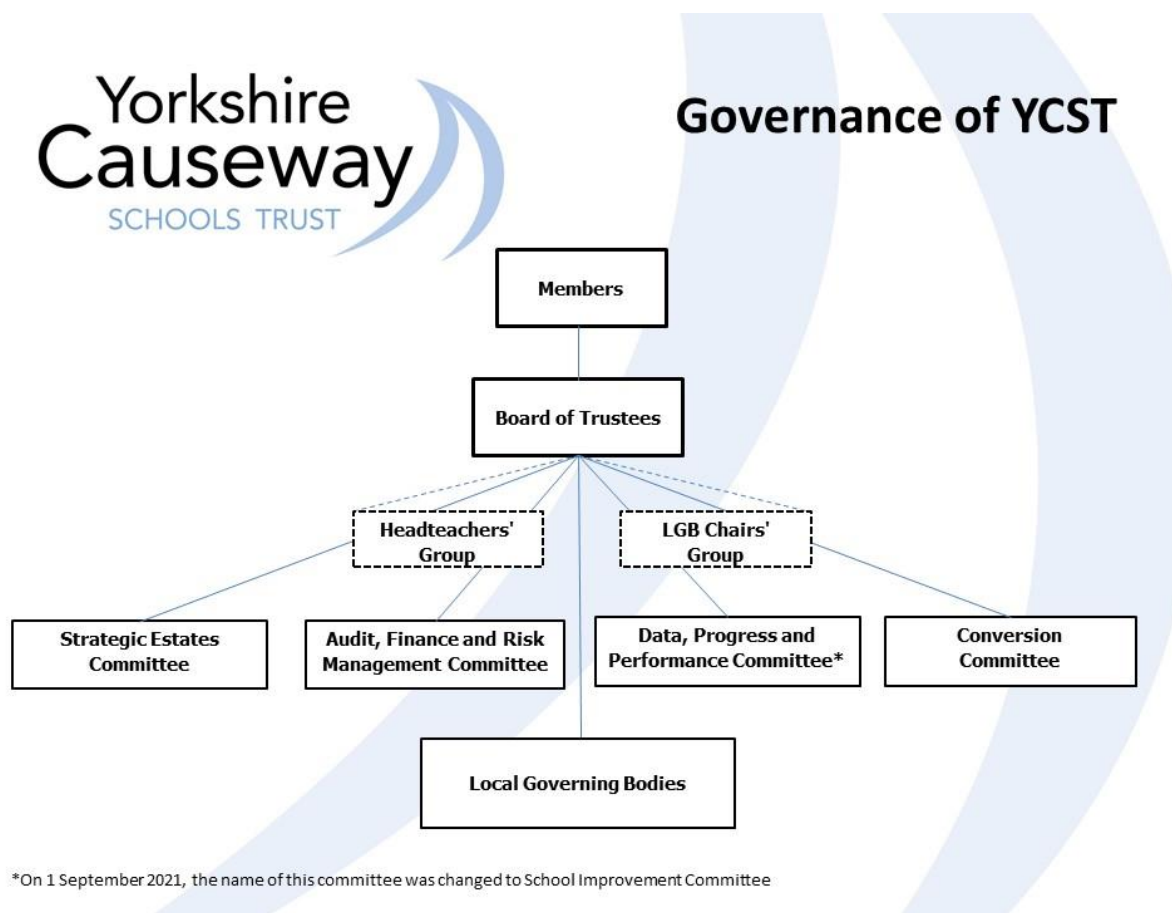 Yorkshire
Causeway
SCHOOLS TRUST
Governance of YCST
Members
Board of Trustees
Headteachers'
Group
LGB Chairs'
Group
Strategic Estates
Committee
Audit, Finance and Risk
Management Committee
Data, Progress and
Performance Committee*
Conversion
Committee
Local Governing Bodies
*On 1 September 2021, the name of this committee was changed to School Improvement Committee